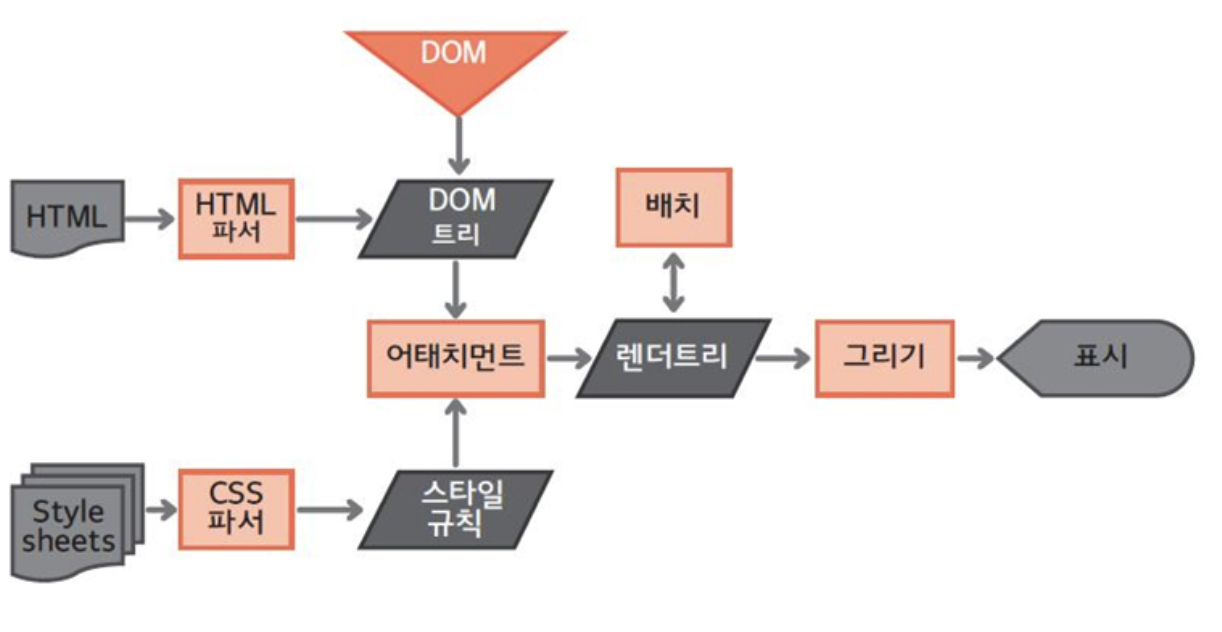 DOM
HTML
HTML
파서
DOM
트리
배치
어태치먼트
렌더트리
그리기
표시
Style
sheets
CSS
파서
스타일
규칙